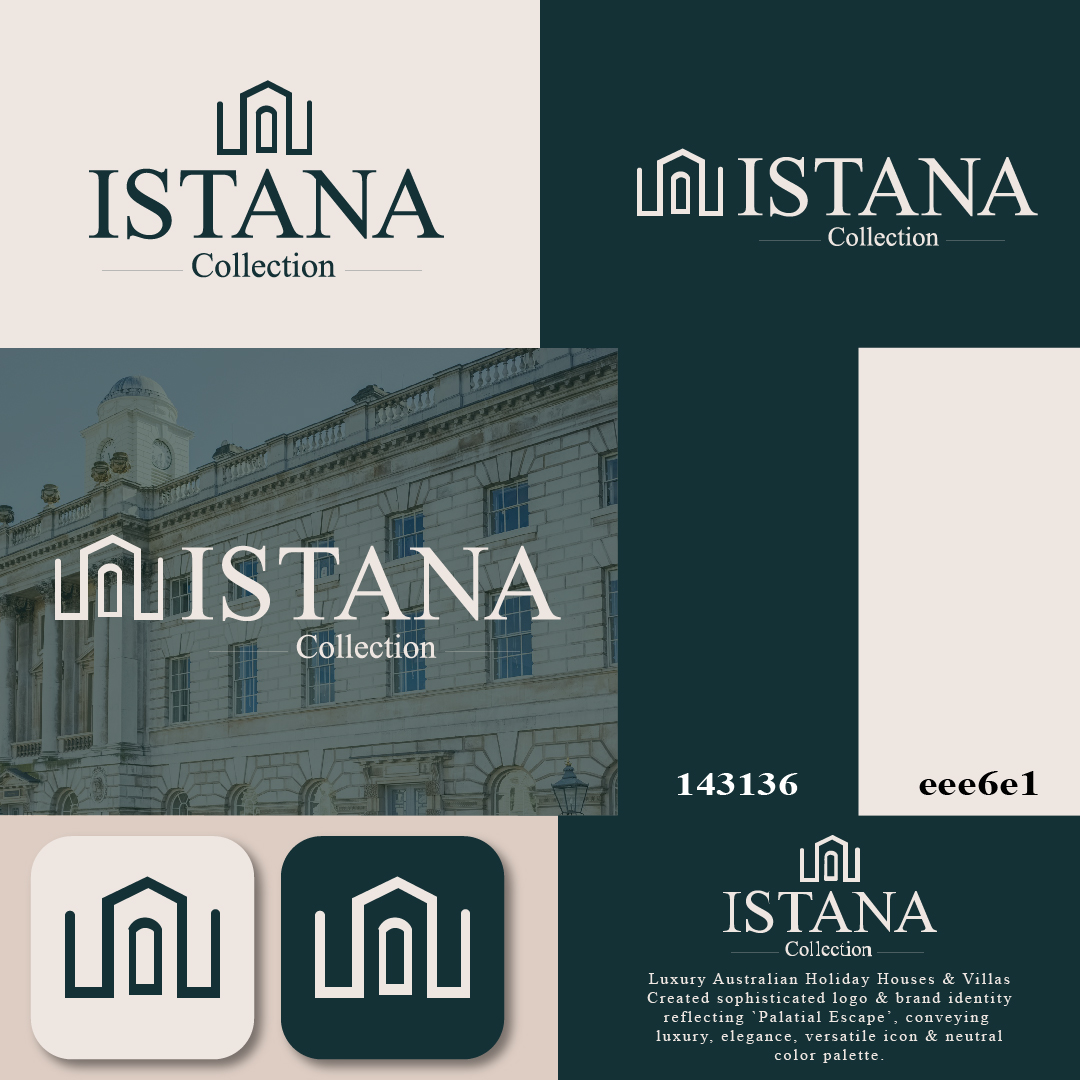 ISTANA
Collection
ISTANA
Collection
ISTANA
Collection
143136
eee6e1
ISTANA
Collection
Luxury Australian Holiday Houses & Villas
Created sophisticated logo & brand identity
reflecting `Palatial Escape’, conveying
luxury, elegance, versatile icon & neutral
color palette.